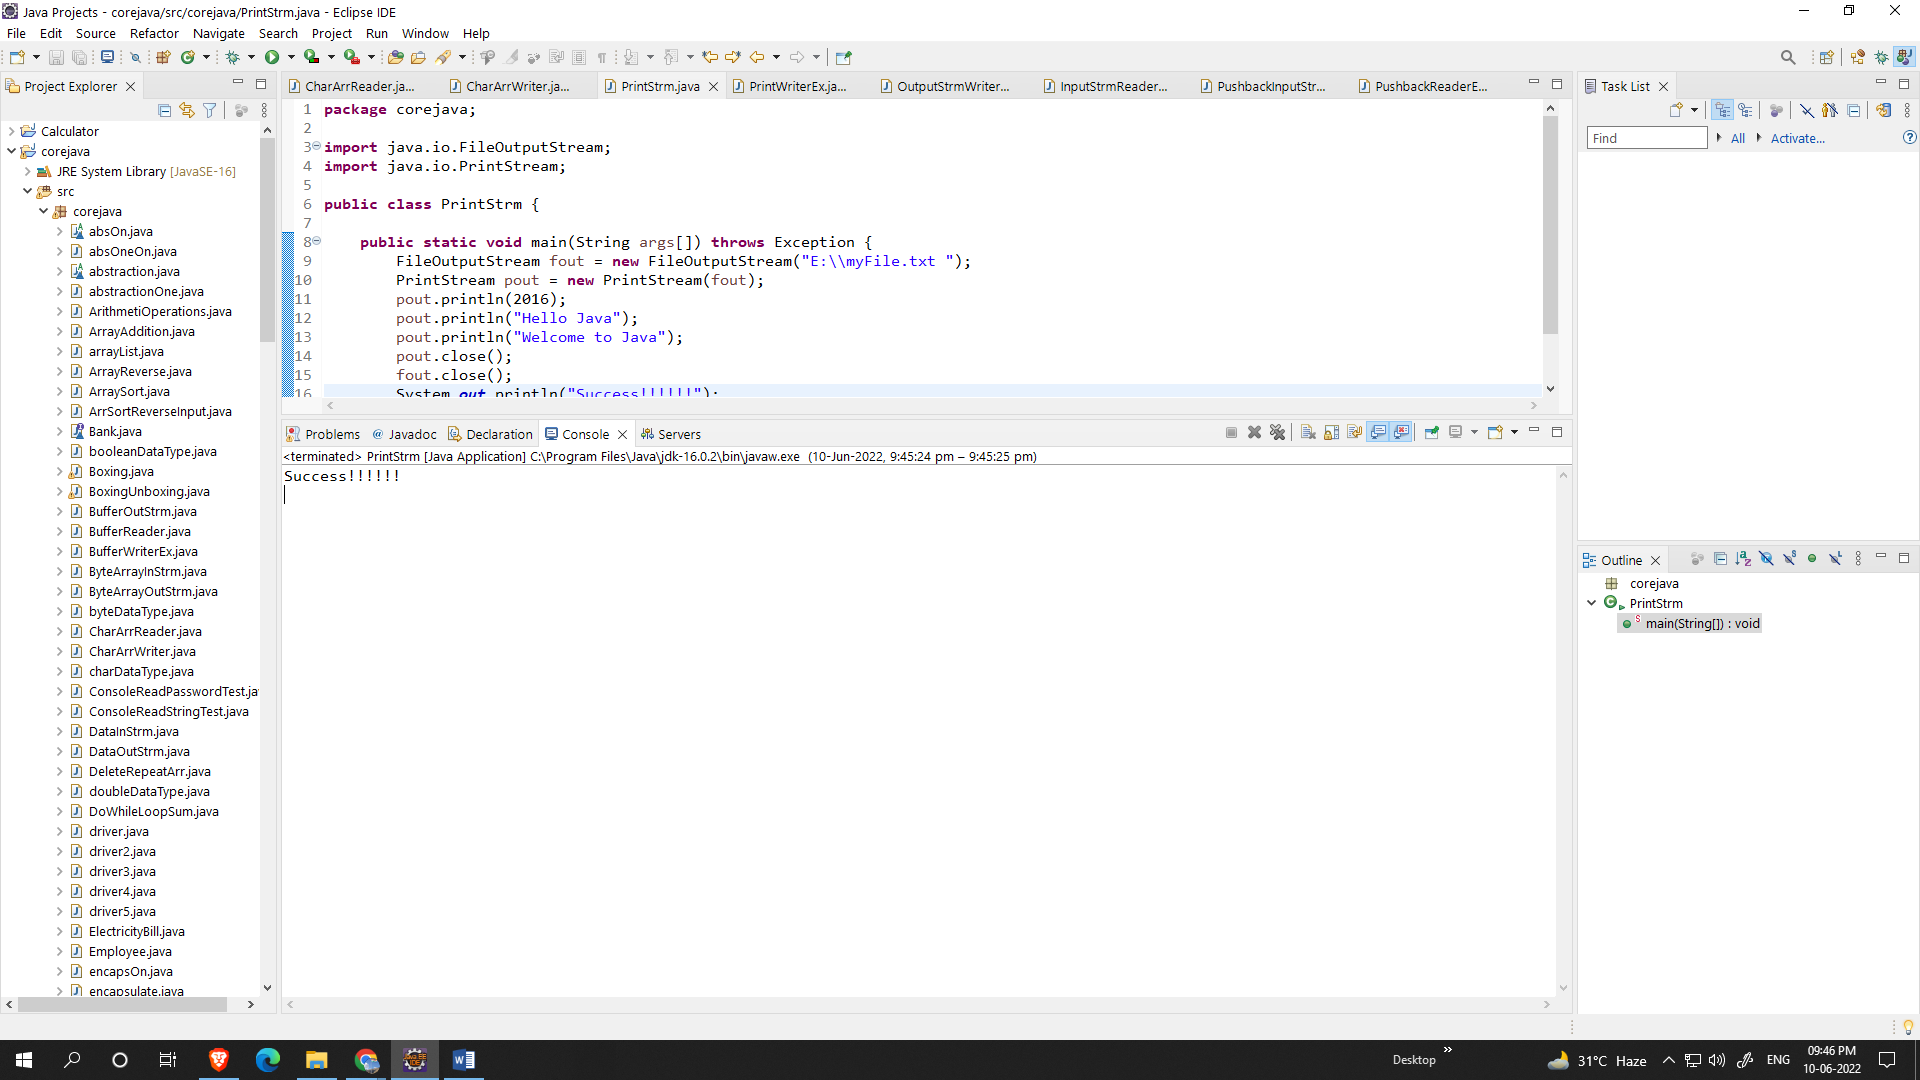 Java Projects - corejava/src/corejava/PrintStrm.java - Eclipse IDE
File Edit Source Refactor Navigate Search Project Run Window Help
Project Explorer
Calculator
corejava
JRE System Library [JavaSE-16]
src
corejava
absOn.java
absOneOn.java
abstraction.java
abstractionOne.java
ArithmetiOperations.java
ArrayAddition.java
arrayList.java
ArrayReverse.java
ArraySort.java
ArrSortReverseInput.java
Bank.java
booleanDataType.java
Boxing.java
BoxingUnboxing.java
BufferOutStrm.java
BufferReader.java
BufferWriterEx.java
ByteArrayInStrm.java
ByteArrayOutStrm.java
byteDataType.java
CharArrReader.java
CharArrWriter.java
charDataType.java
ConsoleReadPasswordTest.ja
ConsoleReadStringTest.java
DataInStrm.java
DataOutStrm.java
DeleteRepeatArr.java
doubleDataType.java
DoWhileLoopSum.java
driver.java
driver2.java
driver3.java
driver4.java
driver5.java
ElectricityBill.java
Employee.java
encapsOn.java
encapsulate.java
CharArrReader.ja... CharArrWriter.ja... PrintStrm.java PrintWriterEx.ja... OutputStrmWriter... InputStrmReader... PushbackInputStr... PushbackReaderE...
1 package corejava;
2
3 import java.io.FileOutputStream;
4 import java.io.PrintStream;
5
6 public class PrintStrm {
7
8 public static void main(String args[]) throws Exception {
9 FileOutputStream fout = new FileOutputStream("E:\\myFile.txt ");
10 PrintStream pout = new PrintStream(fout);
11 pout.println(2016);
12 pout.println("Hello Java");
13 pout.println("Welcome to Java");
14 pout.close();
15 fout.close();
16 System.out.println("Success!!!!!!");
Problems Javadoc Declaration Console Servers
<terminated> PrintStrm [Java Application] C:\Program Files\Java\jdk-16.0.2\bin\javaw.exe (10-Jun-2022, 9:45:24 pm – 9:45:25 pm)
Success!!!!!!
Task List
Find All Activate...
Outline
corejava
PrintStrm
main(String[]) : void
Desktop 31°C Haze ENG 09:46 PM
10-06-2022